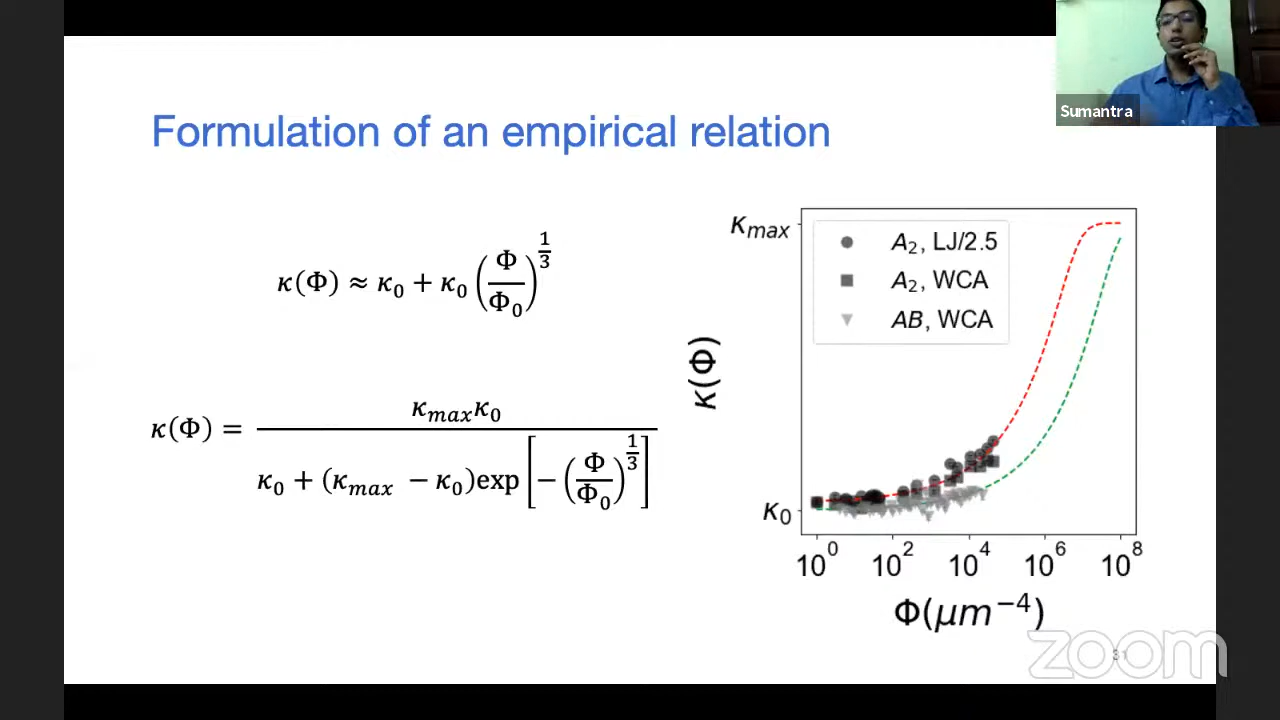 Sumantra
Formulation of an empirical relation
κ(Φ) ≈ κ₀ + κ₀ (Φ/Φ₀)^(1/3)
κ(Φ) = κ_max κ₀ / (κ₀ + (κ_max − κ₀)exp[−(Φ/Φ₀)^(1/3)])
κ_max
A₂, LJ/2.5
A₂, WCA
AB, WCA
κ(Φ)
κ₀
10⁰ 10² 10⁴ 10⁶ 10⁸
Φ(μm⁻⁴)
zoom